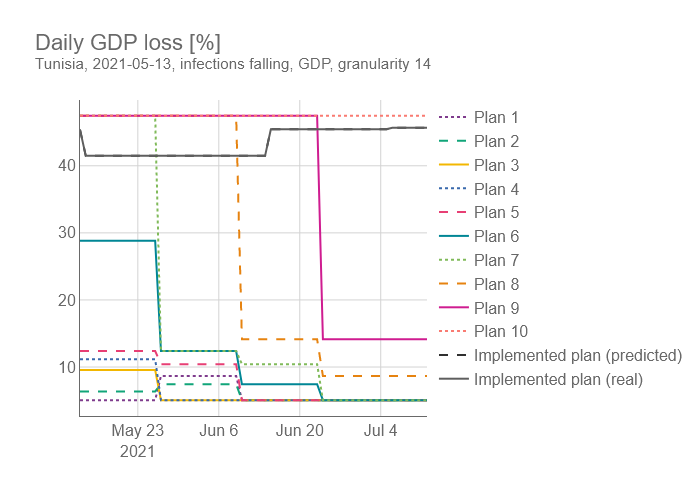 Daily GDP loss [%]
Tunisia, 2021-05-13, infections falling, GDP, granularity 14
40
30
20
10
May 23
2021
Jun 6
Jun 20
Jul 4
Plan 1
Plan 2
Plan 3
Plan 4
Plan 5
Plan 6
Plan 7
Plan 8
Plan 9
Plan 10
Implemented plan (predicted)
Implemented plan (real)